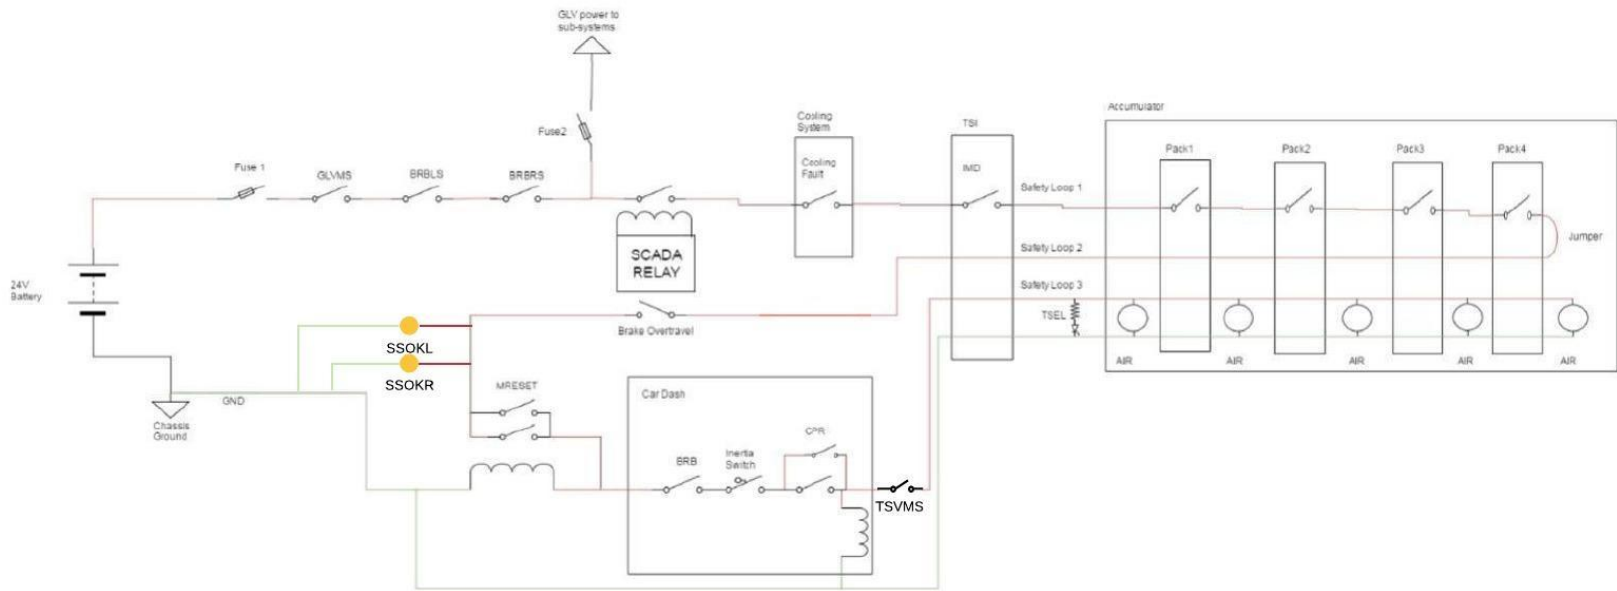 GLV power to
sub-systems
Fuse2
Fuse 1
GLVMS
BRBLS
BRBRS
Cooling
System
Cooling
Fault
TSI
IMD
Accumulator
Pack1
Pack2
Pack3
Pack4
Safety Loop 1
Safety Loop 2
Safety Loop 3
Jumper
SCADA
RELAY
24V
Battery
Brake Overtravel
TSEL
AIR
AIR
AIR
AIR
AIR
SSOKL
SSOKR
GND
Chassis
Ground
MRESET
Car Dash
BRB
Inertia
Switch
CPR
TSVMS